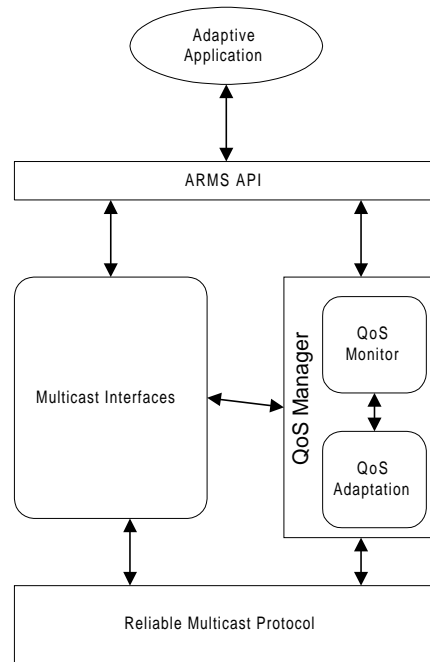 Adaptive
Application
ARMS API
Multicast Interfaces
QoS Manager
QoS
Monitor
QoS
Adaptation
Reliable Multicast Protocol